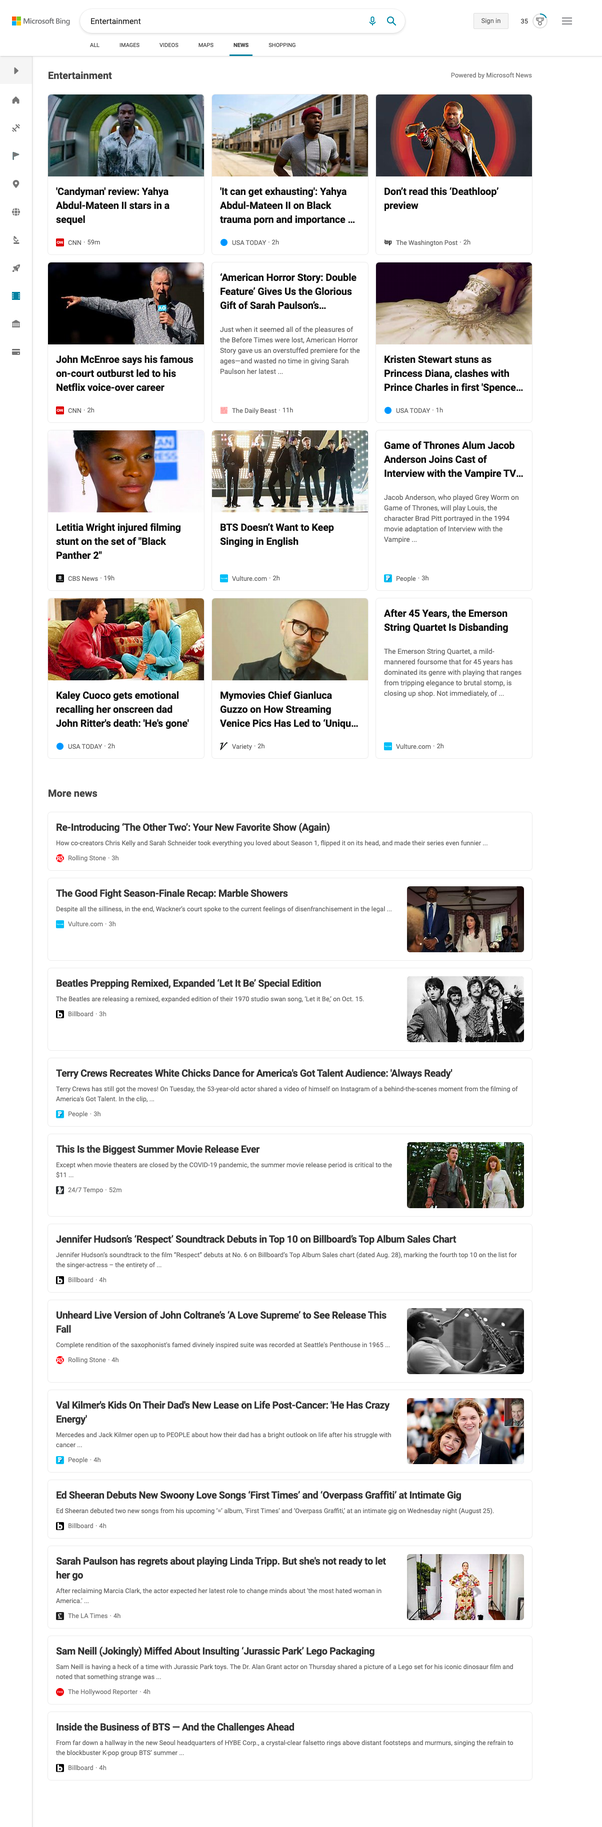 Microsoft Bing
Entertainment
Sign in
35
ALL
IMAGES
VIDEOS
MAPS
NEWS
SHOPPING
Entertainment
Powered by Microsoft News
'Candyman' review: Yahya
Abdul-Mateen II stars in a
sequel
CNN · 59m
'It can get exhausting': Yahya
Abdul-Mateen II on Black
trauma porn and importance ...
USA TODAY · 2h
Don't read this 'Deathloop'
preview
The Washington Post · 2h
John McEnroe says his famous
on-court outburst led to his
Netflix voice-over career
CNN · 2h
'American Horror Story: Double
Feature' Gives Us the Glorious
Gift of Sarah Paulson's...
Just when it seemed all of the pleasures of
the Before Times were lost, American Horror
Story gave us an overstuffed premiere for the
ages—and wasted no time in giving Sarah
Paulson her latest ...
The Daily Beast · 11h
Kristen Stewart stuns as
Princess Diana, clashes with
Prince Charles in first 'Spence...
USA TODAY · 1h
Letitia Wright injured filming
stunt on the set of "Black
Panther 2"
CBS News · 19h
BTS Doesn't Want to Keep
Singing in English
Vulture.com · 2h
Game of Thrones Alum Jacob
Anderson Joins Cast of
Interview with the Vampire TV...
Jacob Anderson, who played Grey Worm on
Game of Thrones, will play Louis, the
character Brad Pitt portrayed in the 1994
movie adaptation of Interview with the
Vampire ...
People · 3h
Kaley Cuoco gets emotional
recalling her onscreen dad
John Ritter's death: 'He's gone'
USA TODAY · 2h
Mymovies Chief Gianluca
Guzzo on How Streaming
Venice Pics Has Led to 'Uniqu...
Variety · 2h
After 45 Years, the Emerson
String Quartet Is Disbanding
The Emerson String Quartet, a mild-
mannered foursome that for 45 years has
dominated its genre with playing that ranges
from tripping elegance to brutal stomp, is
closing up shop. Not immediately, of ...
Vulture.com · 2h
More news
Re-Introducing 'The Other Two': Your New Favorite Show (Again)
How co-creators Chris Kelly and Sarah Schneider took everything you loved about Season 1, flipped it on its head, and made their series even funnier ...
Rolling Stone · 3h
The Good Fight Season-Finale Recap: Marble Showers
Despite all the silliness, in the end, Wackner's court spoke to the current feelings of disenfranchisement in the legal ...
Vulture.com · 3h
Beatles Prepping Remixed, Expanded 'Let It Be' Special Edition
The Beatles are releasing a remixed, expanded edition of their 1970 studio swan song, 'Let it Be,' on Oct. 15.
Billboard · 3h
Terry Crews Recreates White Chicks Dance for America's Got Talent Audience: 'Always Ready'
Terry Crews has still got the moves! On Tuesday, the 53-year-old actor shared a video of himself on Instagram of a behind-the-scenes moment from the filming of
America's Got Talent. In the clip, ...
People · 3h
This Is the Biggest Summer Movie Release Ever
Except when movie theaters are closed by the COVID-19 pandemic, the summer movie release period is critical to the
$11 ...
24/7 Tempo · 52m
Jennifer Hudson's 'Respect' Soundtrack Debuts in Top 10 on Billboard's Top Album Sales Chart
Jennifer Hudson's soundtrack to the film "Respect" debuts at No. 6 on Billboard's Top Album Sales chart (dated Aug. 28), marking the fourth top 10 on the list for
the singer-actress – the entirety of ...
Billboard · 4h
Unheard Live Version of John Coltrane's 'A Love Supreme' to See Release This
Fall
Complete rendition of the saxophonist's famed divinely inspired suite was recorded at Seattle's Penthouse in 1965 ...
Rolling Stone · 4h
Val Kilmer's Kids On Their Dad's New Lease on Life Post-Cancer: 'He Has Crazy
Energy'
Mercedes and Jack Kilmer open up to PEOPLE about how their dad has a bright outlook on life after his struggle with
cancer ...
People · 4h
Ed Sheeran Debuts New Swoony Love Songs 'First Times' and 'Overpass Graffiti' at Intimate Gig
Ed Sheeran debuted two new songs from his upcoming '=' album, 'First Times' and 'Overpass Graffiti,' at an intimate gig on Wednesday night (August 25).
Billboard · 4h
Sarah Paulson has regrets about playing Linda Tripp. But she's not ready to let
her go
After reclaiming Marcia Clark, the actor expected her latest role to change minds about 'the most hated woman in
America.' ...
The LA Times · 4h
Sam Neill (Jokingly) Miffed About Insulting 'Jurassic Park' Lego Packaging
Sam Neill is having a heck of a time with Jurassic Park toys. The Dr. Alan Grant actor on Thursday shared a picture of a Lego set for his iconic dinosaur film and
noted that something strange was ...
The Hollywood Reporter · 4h
Inside the Business of BTS — And the Challenges Ahead
From far down a hallway in the new Seoul headquarters of HYBE Corp., a crystal-clear falsetto rings above distant footsteps and murmurs, singing the refrain to
the blockbuster K-pop group BTS' summer ...
Billboard · 4h